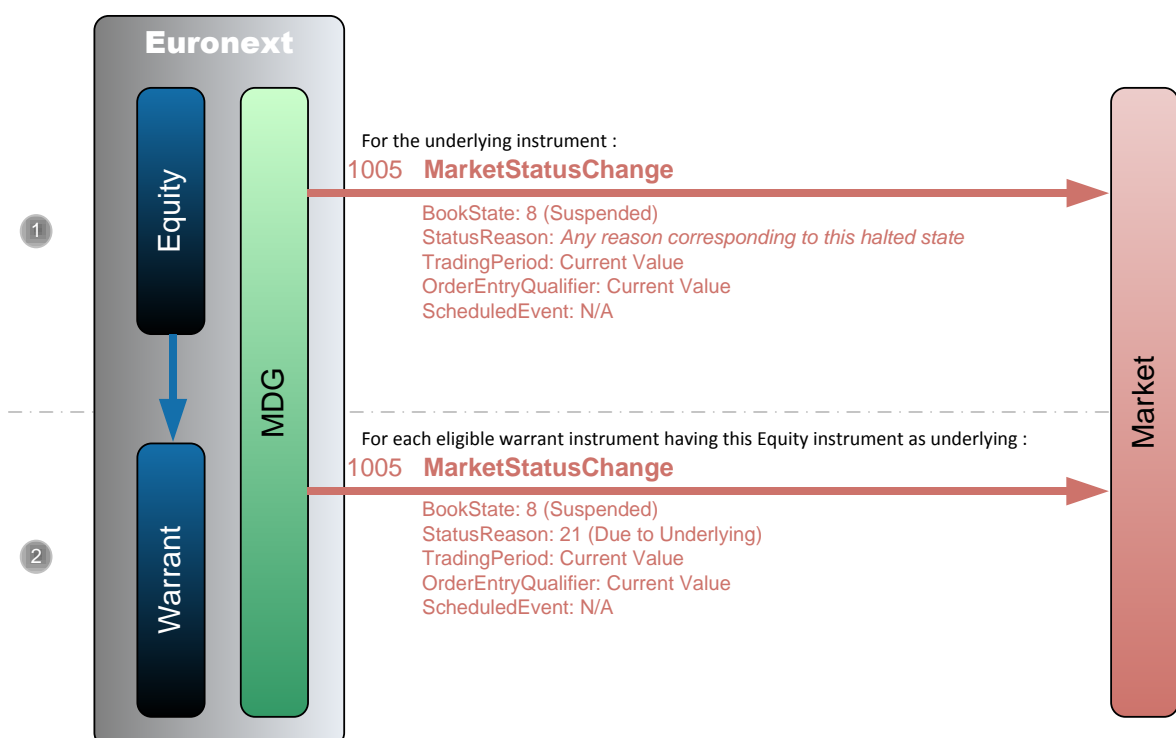 Euronext
Equity
MDG
Market
1
For the underlying instrument :
1005 MarketStatusChange
BookState: 8 (Suspended)
StatusReason: Any reason corresponding to this halted state
TradingPeriod: Current Value
OrderEntryQualifier: Current Value
ScheduledEvent: N/A
Warrant
2
For each eligible warrant instrument having this Equity instrument as underlying :
1005 MarketStatusChange
BookState: 8 (Suspended)
StatusReason: 21 (Due to Underlying)
TradingPeriod: Current Value
OrderEntryQualifier: Current Value
ScheduledEvent: N/A